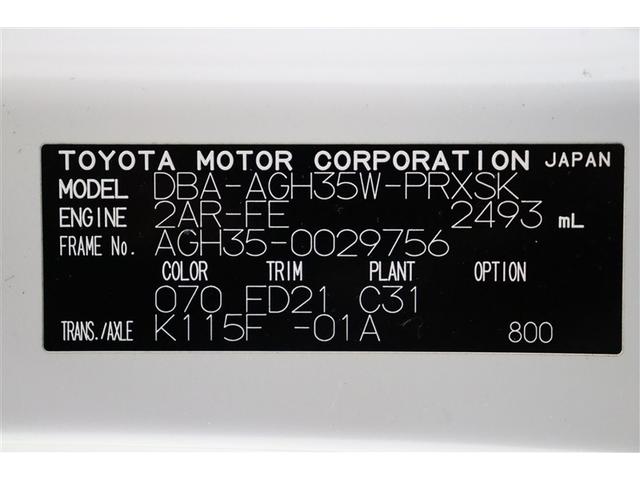 TOYOTA MOTOR CORPORATION JAPAN
MODEL DBA-AGH35W-PRXSK
ENGINE 2AR-FE 2493 mL
FRAME No. AGH35-0029756
COLOR TRIM PLANT OPTION
070 FD21 C31
TRANS./AXLE K115F -01A 800